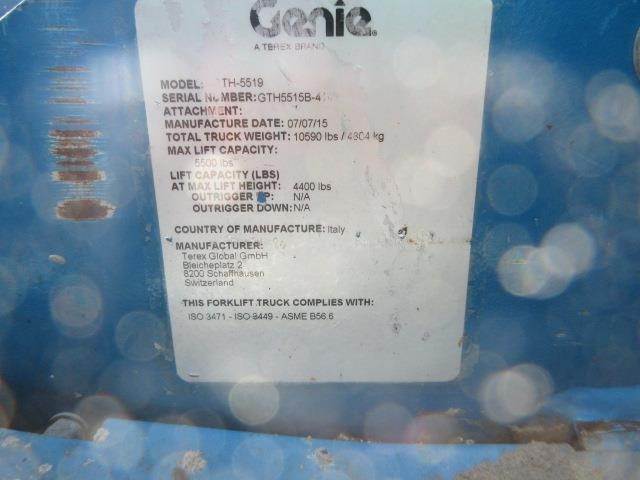 Genie
A TEREX BRAND
MODEL: TH-5519
SERIAL NUMBER: GTH5515B-4
ATTACHMENT:
MANUFACTURE DATE: 07/07/15
TOTAL TRUCK WEIGHT: 10590 lbs / 4804 kg
MAX LIFT CAPACITY:
5500 lbs
LIFT CAPACITY (LBS)
AT MAX LIFT HEIGHT: 4400 lbs
OUTRIGGER UP: N/A
OUTRIGGER DOWN: N/A
COUNTRY OF MANUFACTURE: Italy
MANUFACTURER:
Terex Global GmbH
Bleicheplatz 2
8200 Schaffhausen
Switzerland
THIS FORKLIFT TRUCK COMPLIES WITH:
ISO 3471 - ISO 3449 - ASME B56.6